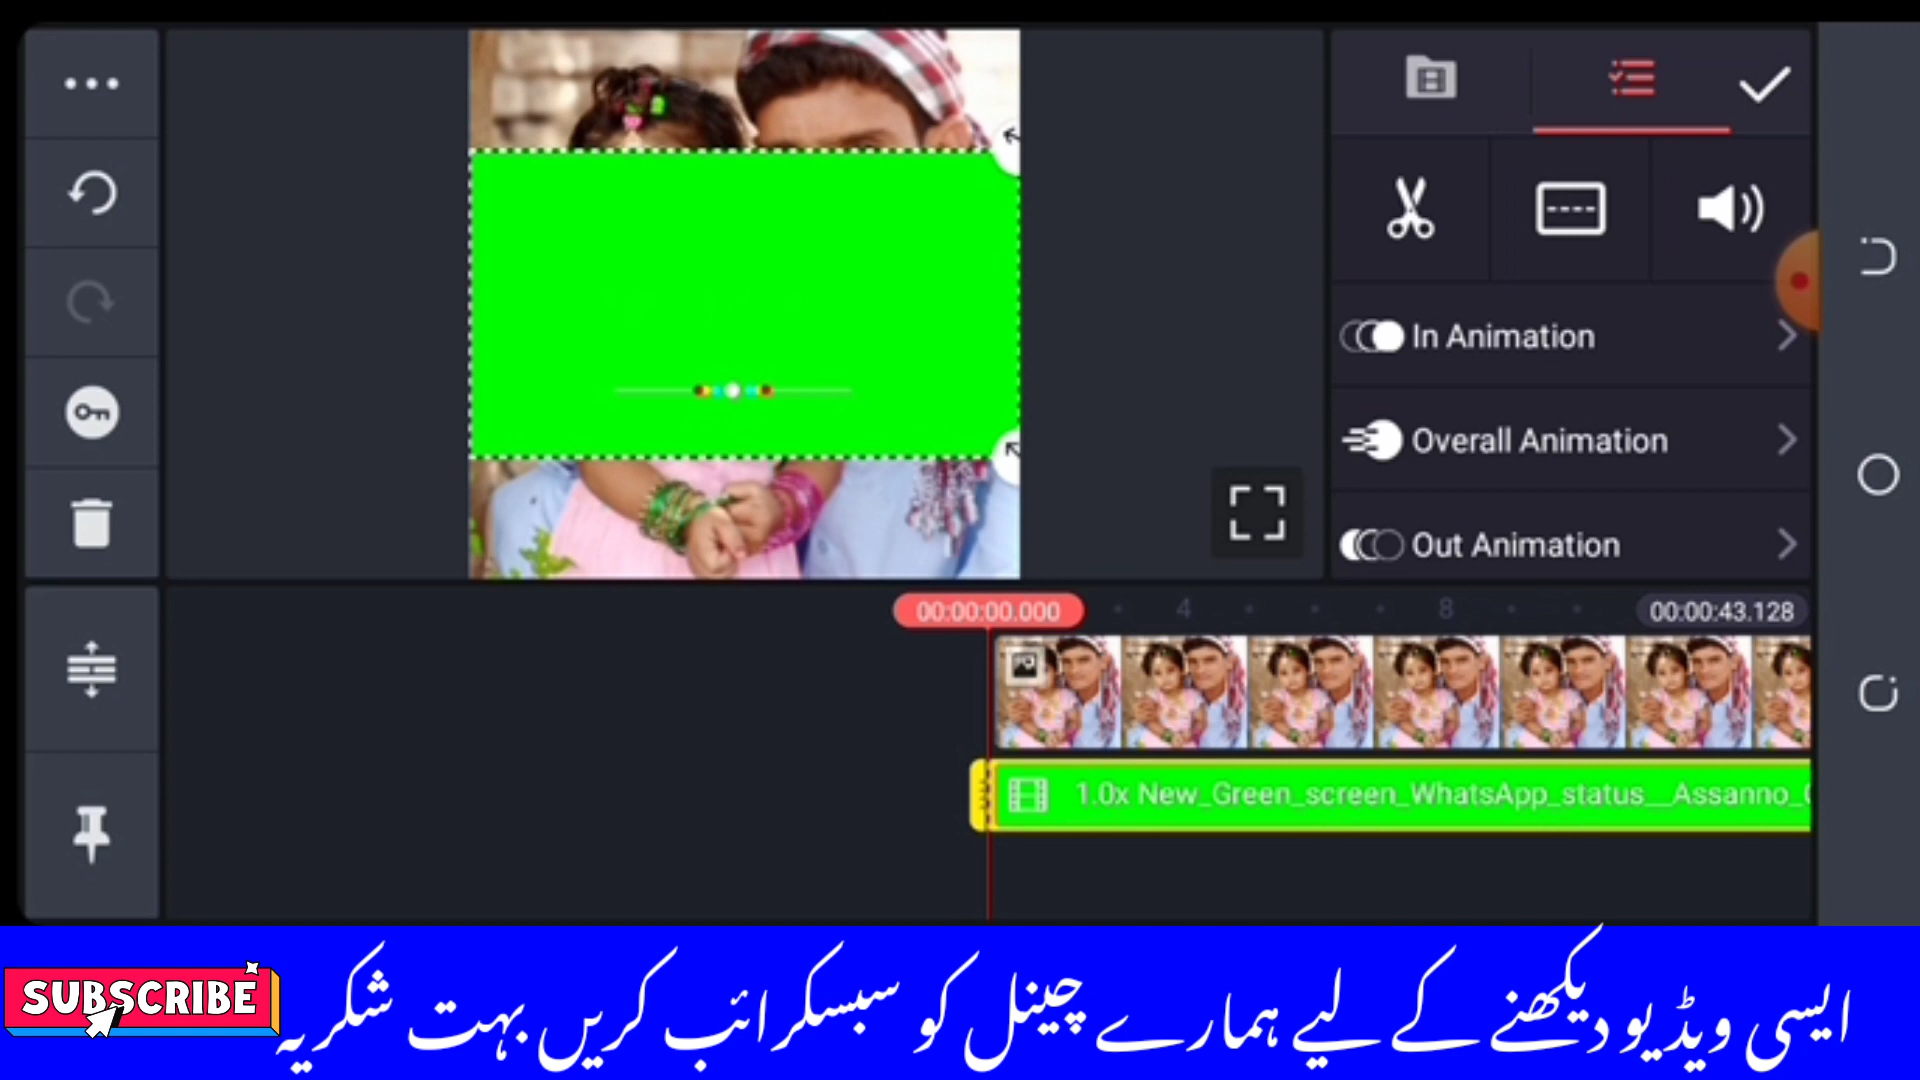 In Animation
Overall Animation
Out Animation
00:00:00.000
4
8
00:00:43.128
1.0x New_Green_screen_WhatsApp_status__Assanno_
SUBSCRIBE
ایسی ویڈیو دیکھنے کے لیے ہمارے چینل کو سبسکرائب کریں بہت شکریہ